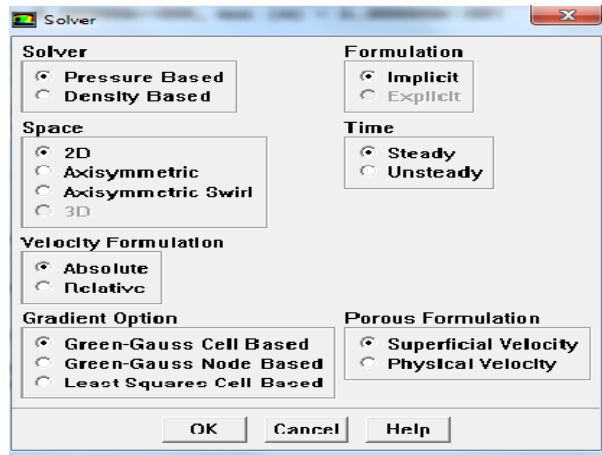 Solver
Solver
Pressure Based
Density Based
Formulation
Implicit
Explicit
Space
2D
Axisymmetric
Axisymmetric Swirl
3D
Time
Steady
Unsteady
Velocity Formulation
Absolute
Relative
Gradient Option
Green-Gauss Cell Based
Green-Gauss Node Based
Least Squares Cell Based
Porous Formulation
Superficial Velocity
Physical Velocity
OK
Cancel
Help